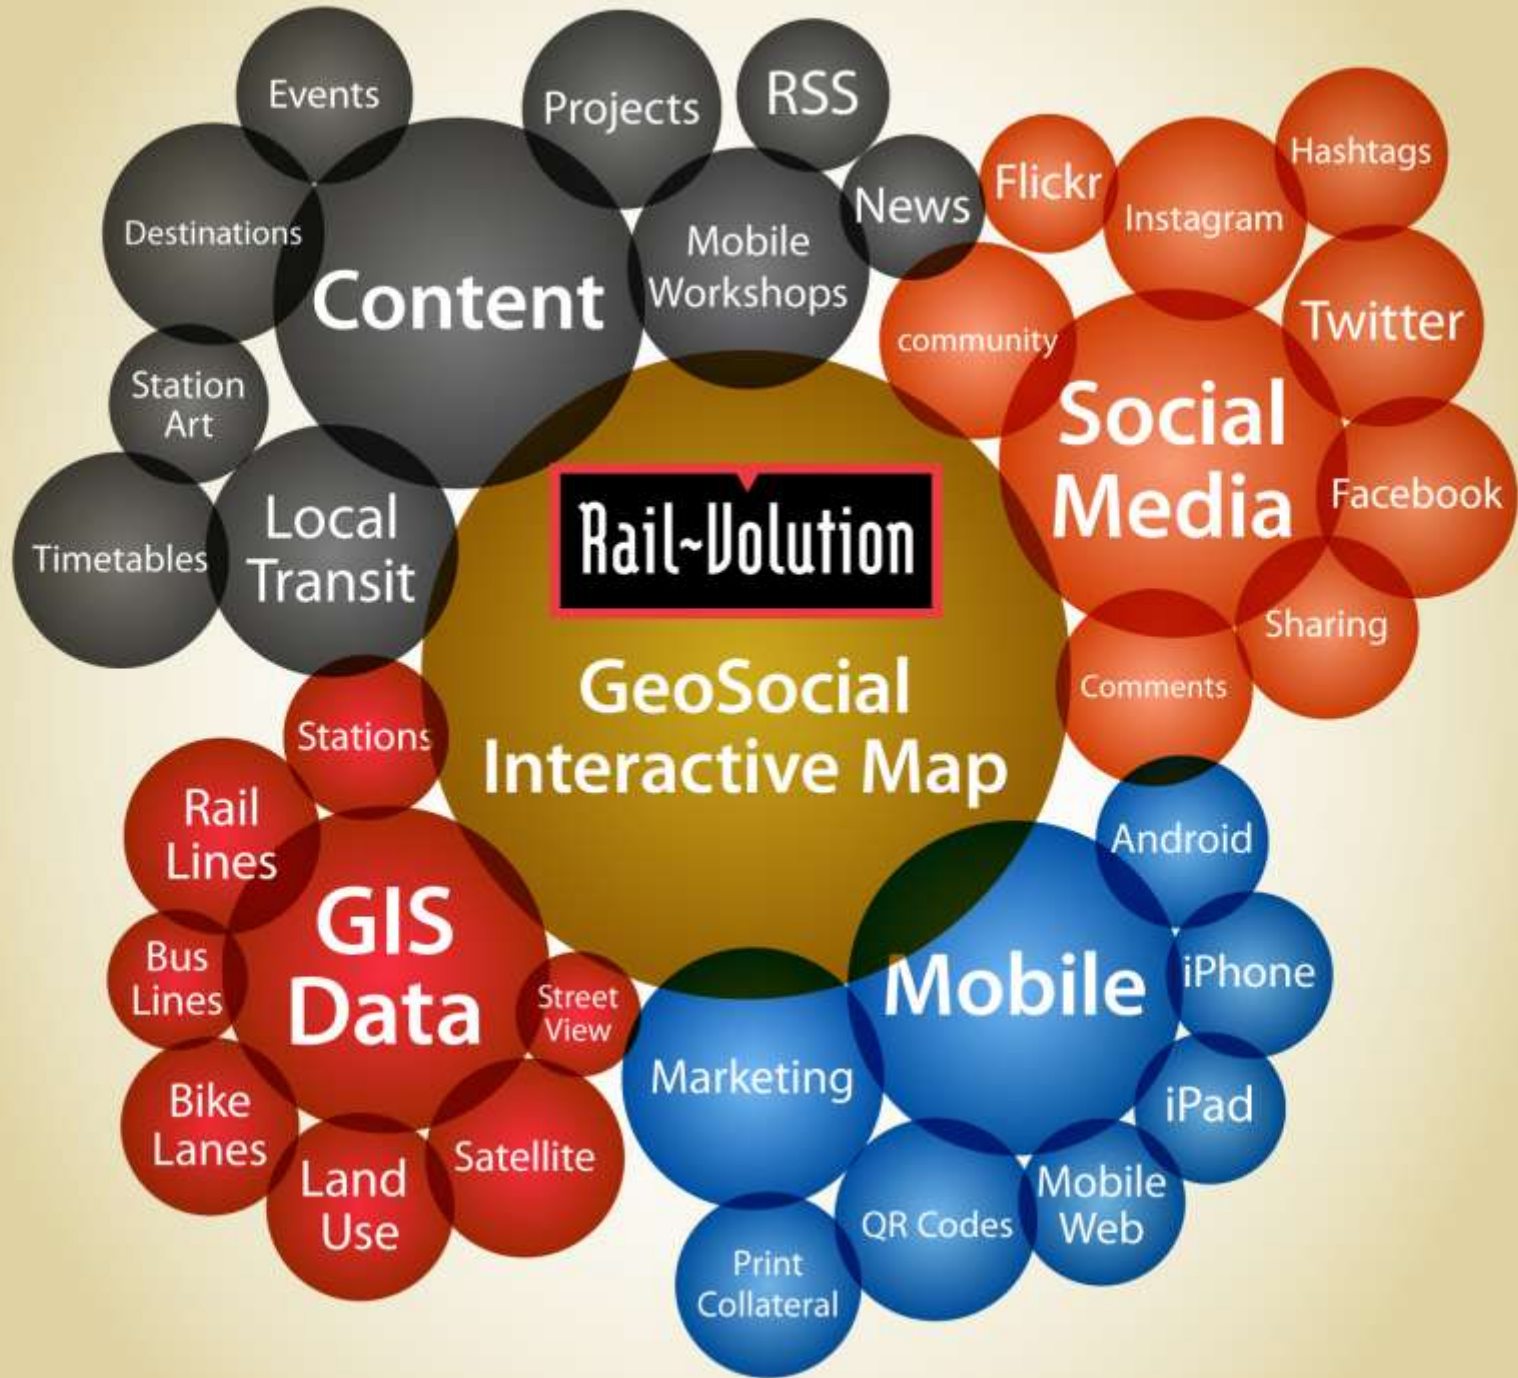 Events
Projects
RSS
Destinations
Content
Mobile
Workshops
News
Station
Art
Timetables
Local
Transit
Flickr
Instagram
Hashtags
community
Twitter
Social
Media
Facebook
Sharing
Comments
Rail~Volution
GeoSocial
Interactive Map
Stations
Rail
Lines
GIS
Data
Bus
Lines
Street
View
Bike
Lanes
Land
Use
Satellite
Android
Mobile
iPhone
Marketing
iPad
QR Codes
Mobile
Web
Print
Collateral